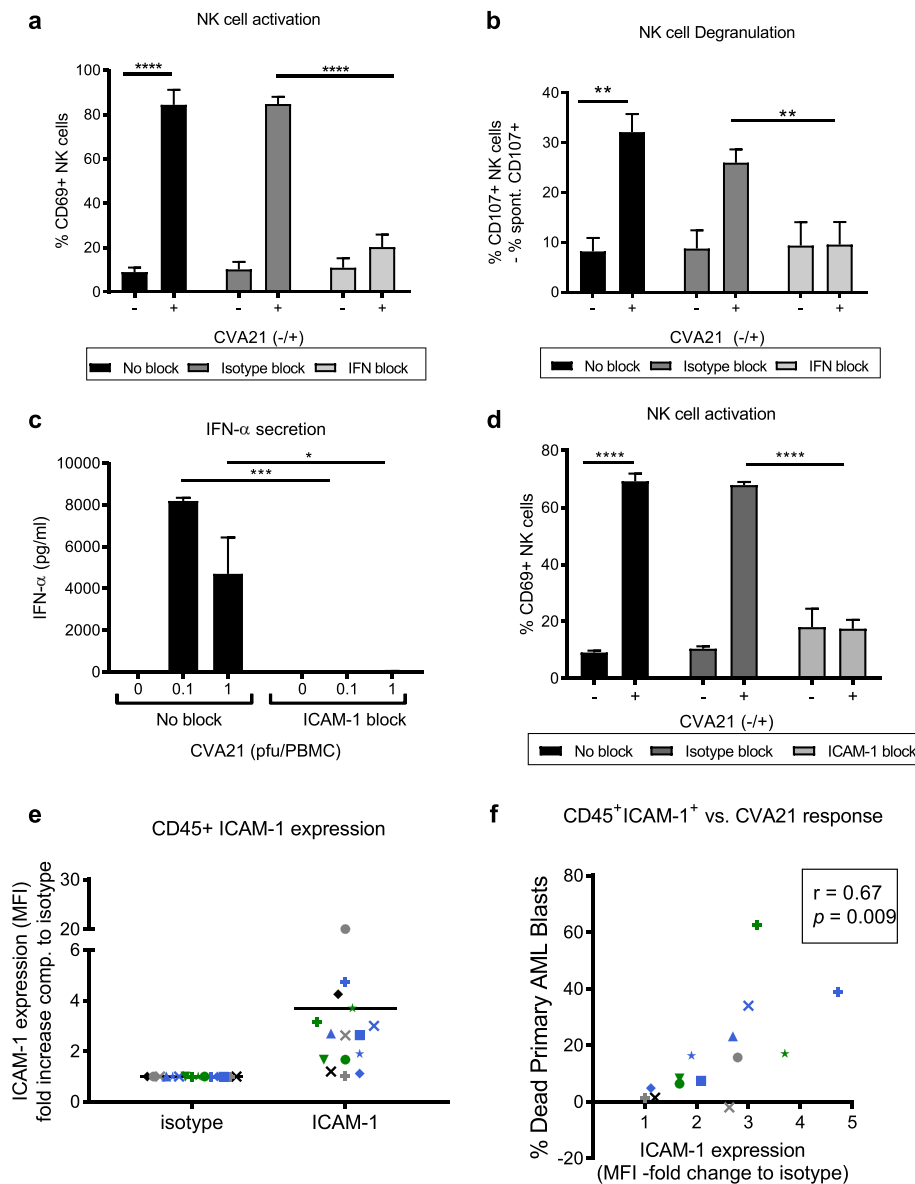 a
NK cell activation
****
****
% CD69+ NK cells
100
80
60
40
20
0
- + - + - +
CVA21 (-/+)
No block Isotype block IFN block
b
NK cell Degranulation
**
**
% CD107+ NK cells
- % spont. CD107+
40
30
20
10
0
- + - + - +
CVA21 (-/+)
No block Isotype block IFN block
c
IFN-α secretion
*
***
IFN-α (pg/ml)
10000
8000
6000
4000
2000
0
0 0.1 1 0 0.1 1
No block ICAM-1 block
CVA21 (pfu/PBMC)
d
NK cell activation
****
****
% CD69+ NK cells
80
60
40
20
0
- + - + - +
CVA21 (-/+)
No block Isotype block ICAM-1 block
e
CD45+ ICAM-1 expression
ICAM-1 expression (MFI)
fold increase comp. to isotype
30
20
6
4
2
0
isotype ICAM-1
f
CD45+ICAM-1+ vs. CVA21 response
% Dead Primary AML Blasts
80
60
40
20
0
-20
r = 0.67
p = 0.009
1 2 3 4 5
ICAM-1 expression
(MFI -fold change to isotype)